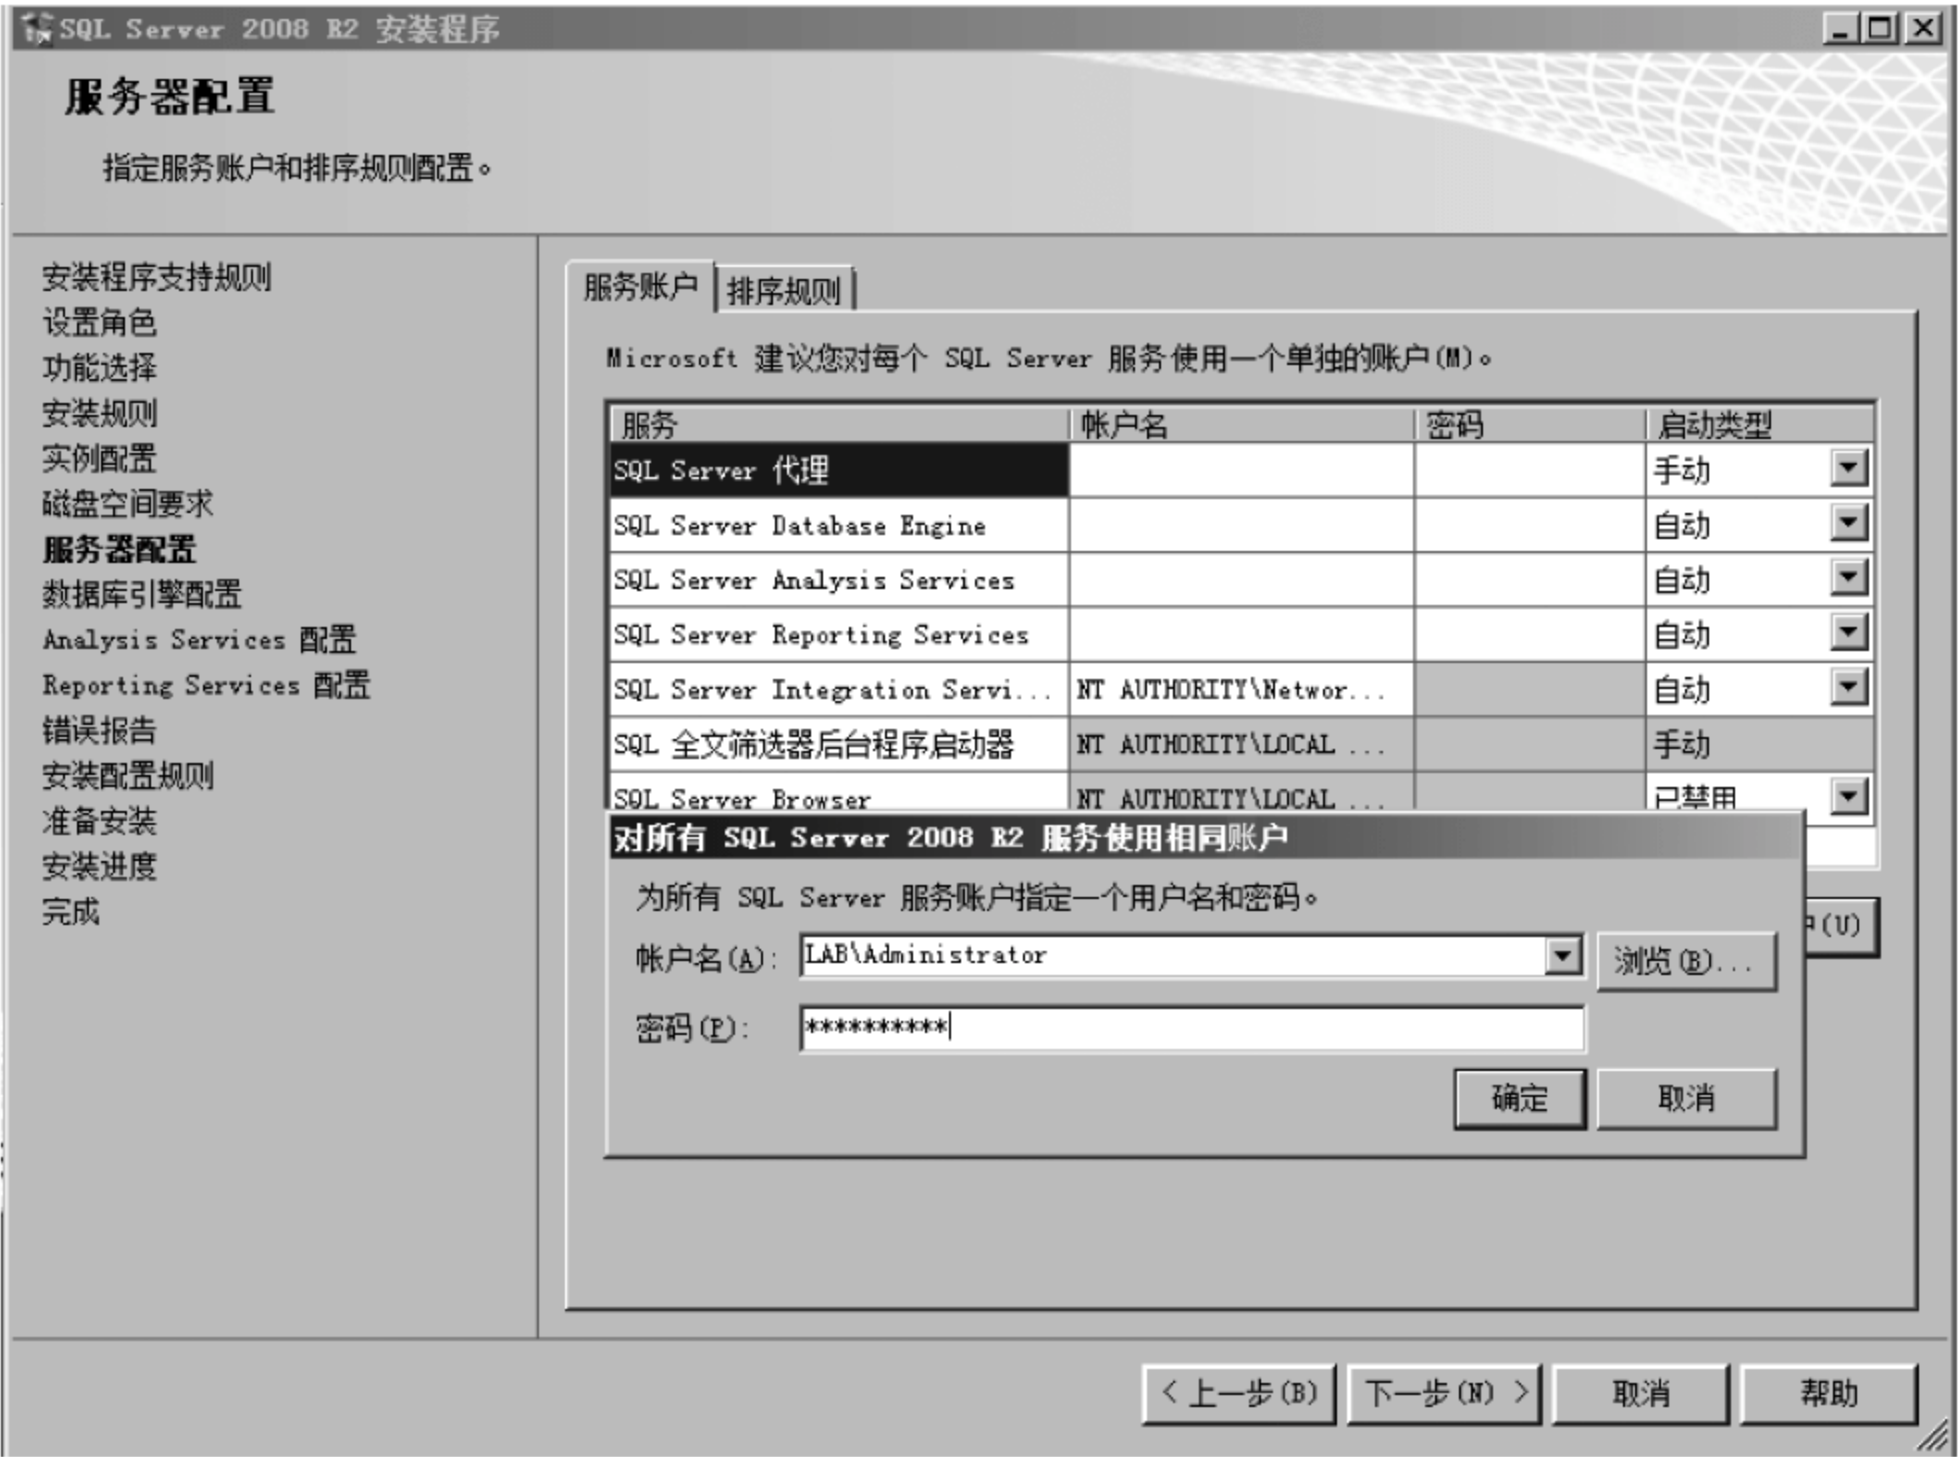 SQL Server 2008 R2 安装程序
服务器配置
指定服务账户和排序规则配置。
安装程序支持规则
设置角色
功能选择
安装规则
实例配置
磁盘空间要求
服务器配置
数据库引擎配置
Analysis Services 配置
Reporting Services 配置
错误报告
安装配置规则
准备安装
安装进度
完成
服务账户 排序规则
Microsoft 建议您对每个 SQL Server 服务使用一个单独的账户(M)。
服务 帐户名 密码 启动类型
SQL Server 代理 手动
SQL Server Database Engine 自动
SQL Server Analysis Services 自动
SQL Server Reporting Services 自动
SQL Server Integration Servi... NT AUTHORITY\Networ... 自动
SQL 全文筛选器后台程序启动器 NT AUTHORITY\LOCAL ... 手动
SQL Server Browser NT AUTHORITY\LOCAL ... 已禁用
对所有 SQL Server 2008 R2 服务使用相同账户
为所有 SQL Server 服务账户指定一个用户名和密码。
(U)
帐户名(A): LAB\Administrator 浏览(B)...
密码(P): **********
确定 取消
< 上一步(B) 下一步(N) > 取消 帮助